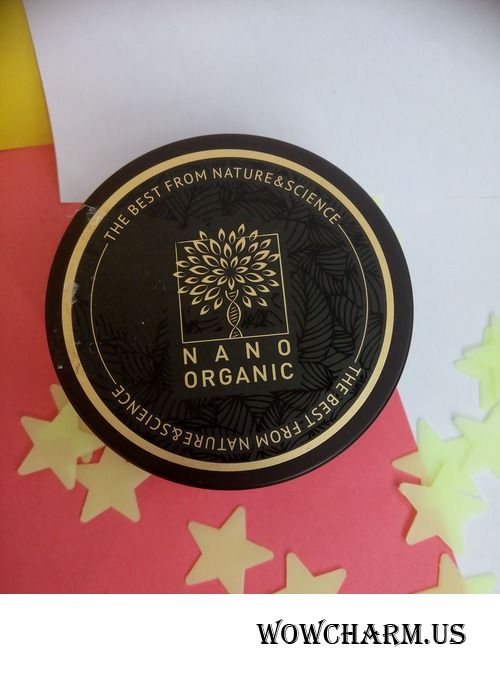 THE BEST FROM NATURE&SCIENCE
NANO
ORGANIC
THE BEST FROM NATURE&SCIENCE
WOWCHARM.US